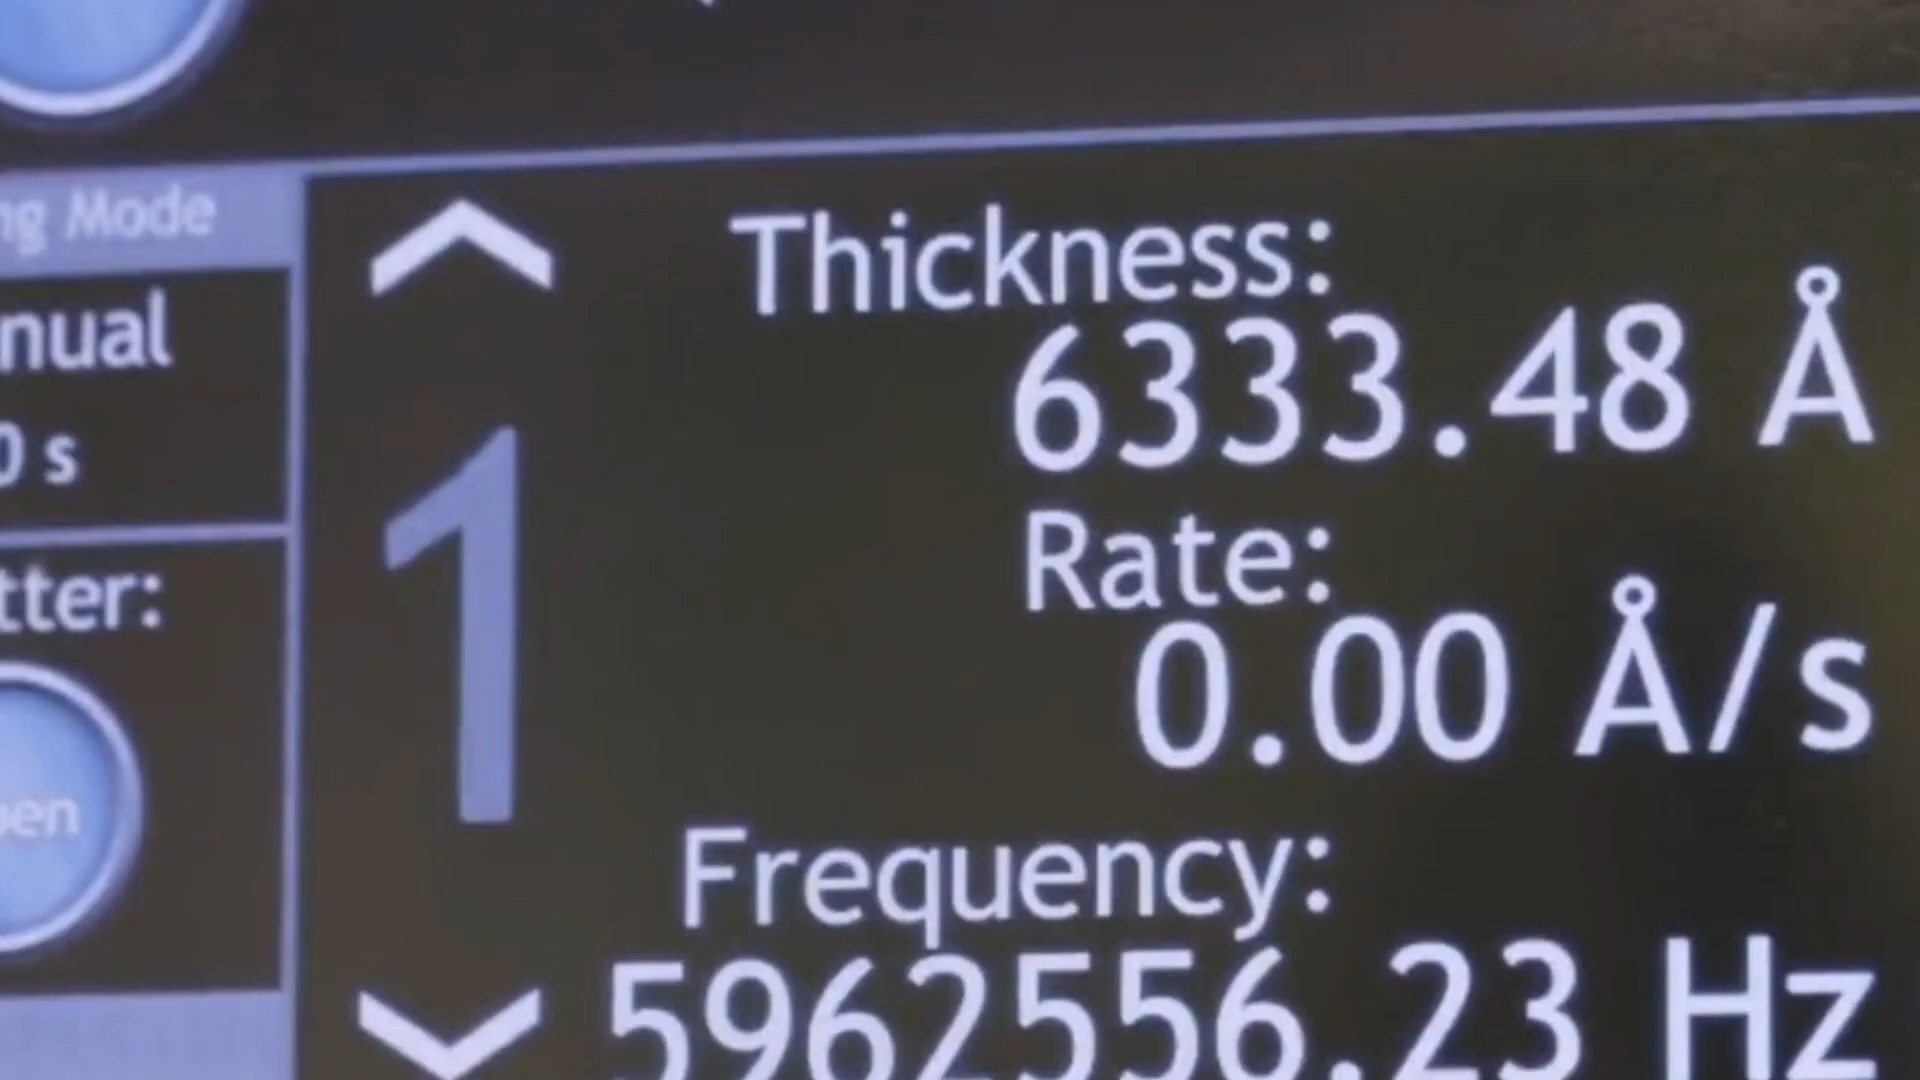 ng Mode
nual
0 s
tter:
pen
1
Thickness:
6333.48 Å
Rate:
0.00 Å/s
Frequency:
5962556.23 Hz